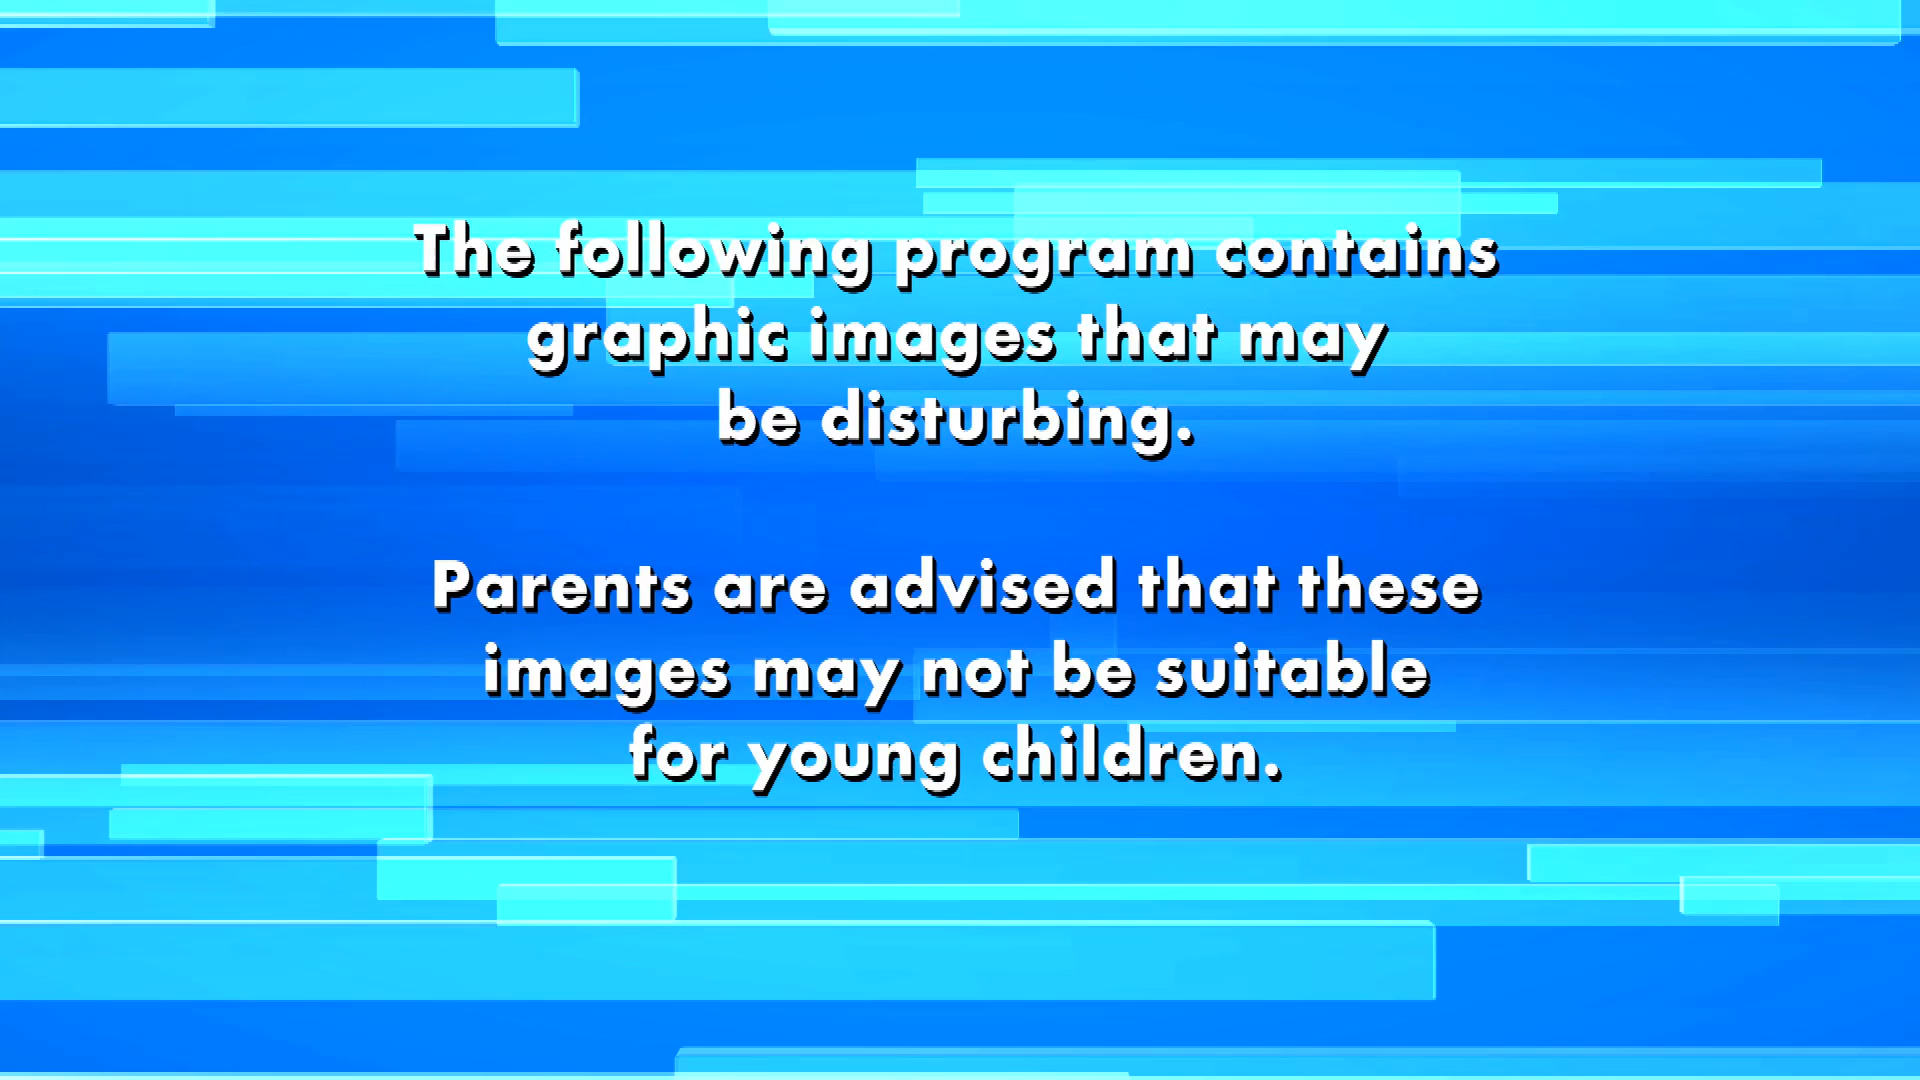 The following program contains
graphic images that may
be disturbing.
Parents are advised that these
images may not be suitable
for young children.